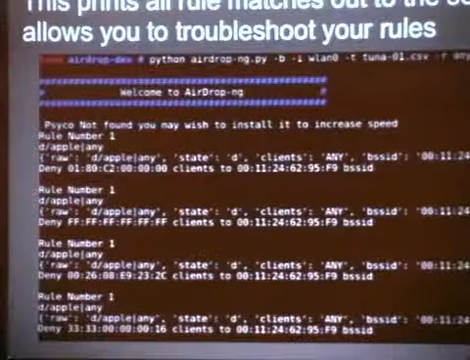 This prints all rule matches out to the
allows you to troubleshoot your rules
airdrop-dev # python airdrop-ng.py -b -i wlan0 -t tuna-01.csv -r
Welcome to AirDrop-ng
Psyco Not found you may wish to install it to increase speed
Rule Number 1
d/apple|any
{'raw': 'd/apple|any', 'state': 'd', 'clients': 'ANY', 'bssid': '00:11:24
Deny 01:80:C2:00:00:00 clients to 00:11:24:62:95:F9 bssid
Rule Number 1
d/apple|any
{'raw': 'd/apple|any', 'state': 'd', 'clients': 'ANY', 'bssid': '00:11:24
Deny FF:FF:FF:FF:FF:FF clients to 00:11:24:62:95:F9 bssid
Rule Number 1
d/apple|any
{'raw': 'd/apple|any', 'state': 'd', 'clients': 'ANY', 'bssid': '00:11:24
Deny 00:26:08:E9:23:2C clients to 00:11:24:62:95:F9 bssid
Rule Number 1
d/apple|any
{'raw': 'd/apple|any', 'state': 'd', 'clients': 'ANY', 'bssid': '00:11:24
Deny 33:33:00:00:00:16 clients to 00:11:24:62:95:F9 bssid